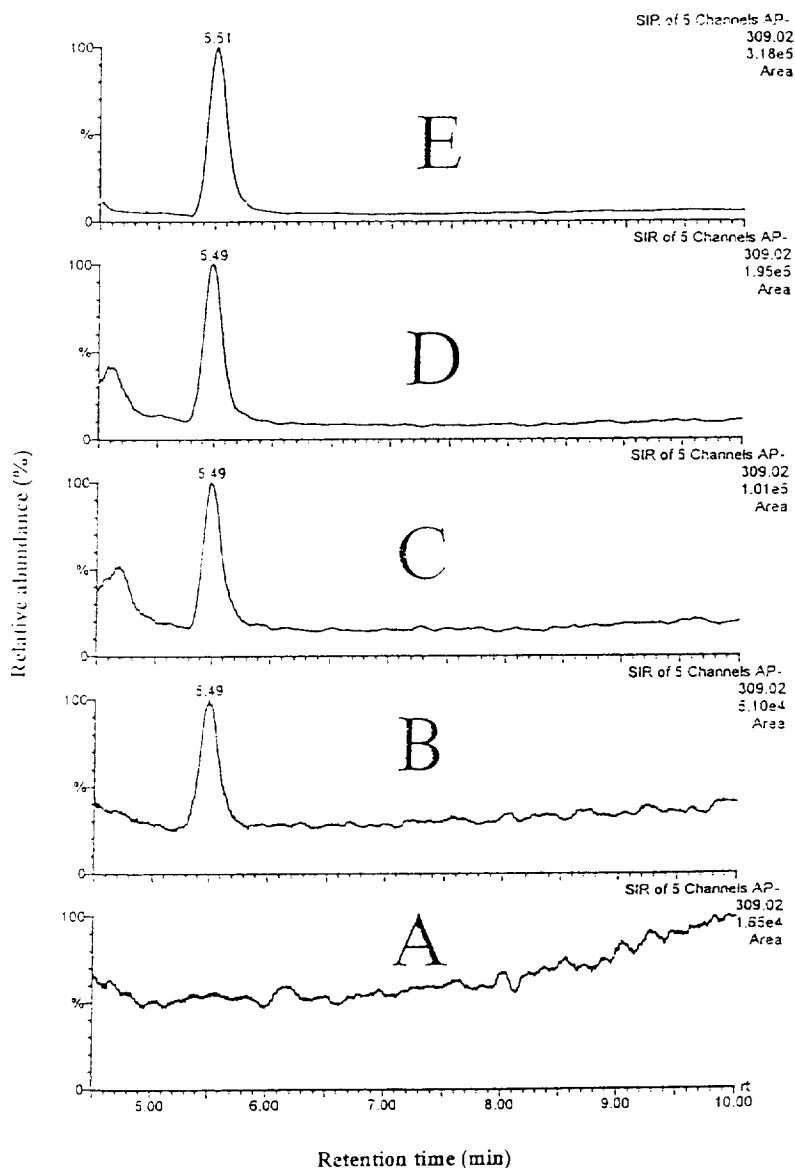 SIR of 5 Channels AP-
309.02
3.18e5
Area
5.51
100
%
0
E
SIR of 5 Channels AP-
309.02
1.95e5
Area
5.49
100
%
0
D
SIR of 5 Channels AP-
309.02
1.01e5
Area
5.49
100
%
0
C
SIR of 5 Channels AP-
309.02
5.10e4
Area
5.49
100
%
0
B
SIR of 5 Channels AP-
309.02
1.65e4
Area
100
%
0
A
rt
5.00 6.00 7.00 8.00 9.00 10.00
Relative abundance (%)
Retention time (min)